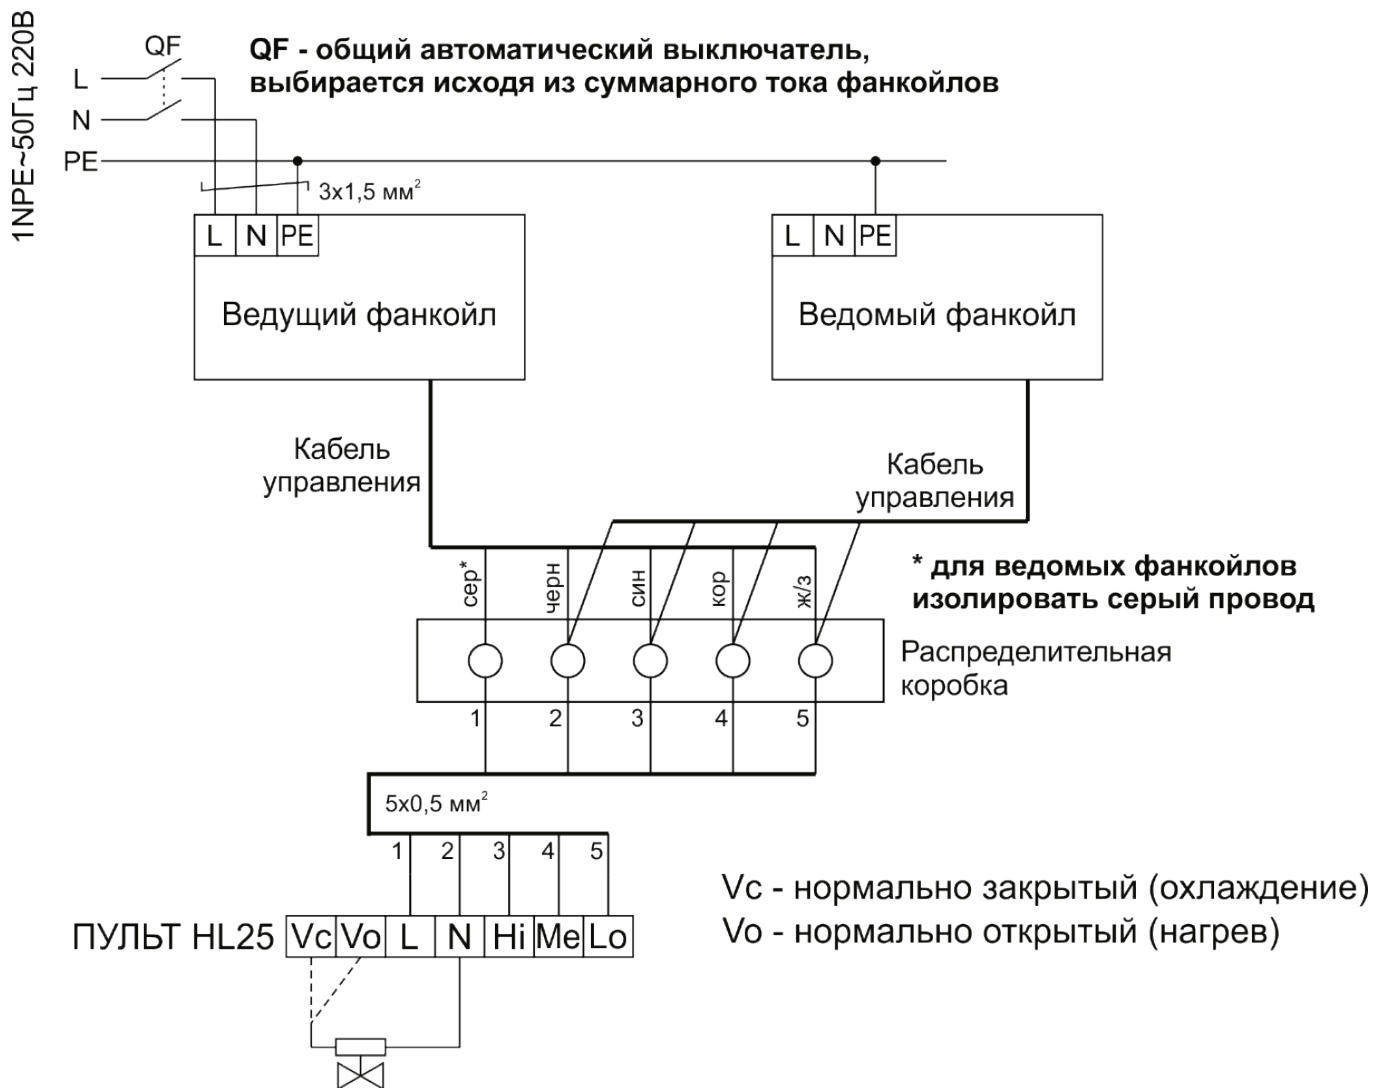 1NPE~50Гц 220В
QF
QF - общий автоматический выключатель,
выбирается исходя из суммарного тока фанкойлов
L
N
PE
3x1,5 мм²
L N PE
L N PE
Ведущий фанкойл
Ведомый фанкойл
Кабель
управления
Кабель
управления
сер*
черн
син
кор
ж/з
* для ведомых фанкойлов
изолировать серый провод
Распределительная
коробка
1 2 3 4 5
5x0,5 мм²
1 2 3 4 5
ПУЛЬТ HL25 Vc Vo L N Hi Me Lo
Vc - нормально закрытый (охлаждение)
Vo - нормально открытый (нагрев)